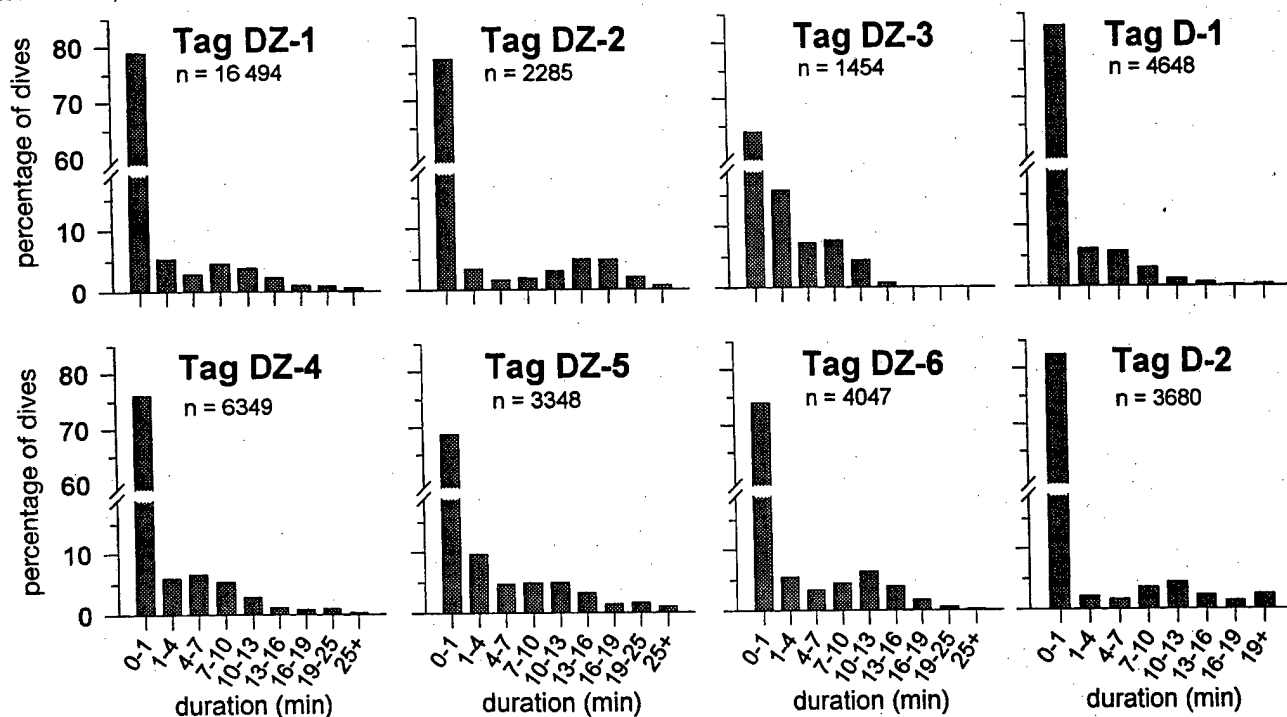 percentage of dives
80
70
60
10
0
Tag DZ-1
n = 16 494
Tag DZ-2
n = 2285
Tag DZ-3
n = 1454
Tag D-1
n = 4648
percentage of dives
80
70
60
10
0
Tag DZ-4
n = 6349
Tag DZ-5
n = 3348
Tag DZ-6
n = 4047
Tag D-2
n = 3680
0-1 1-4 4-7 7-10 10-13 13-16 16-19 19-25 25+
0-1 1-4 4-7 7-10 10-13 13-16 16-19 19-25 25+
0-1 1-4 4-7 7-10 10-13 13-16 16-19 19-25 25+
0-1 1-4 4-7 7-10 10-13 13-16 16-19 19+
duration (min)
duration (min)
duration (min)
duration (min)